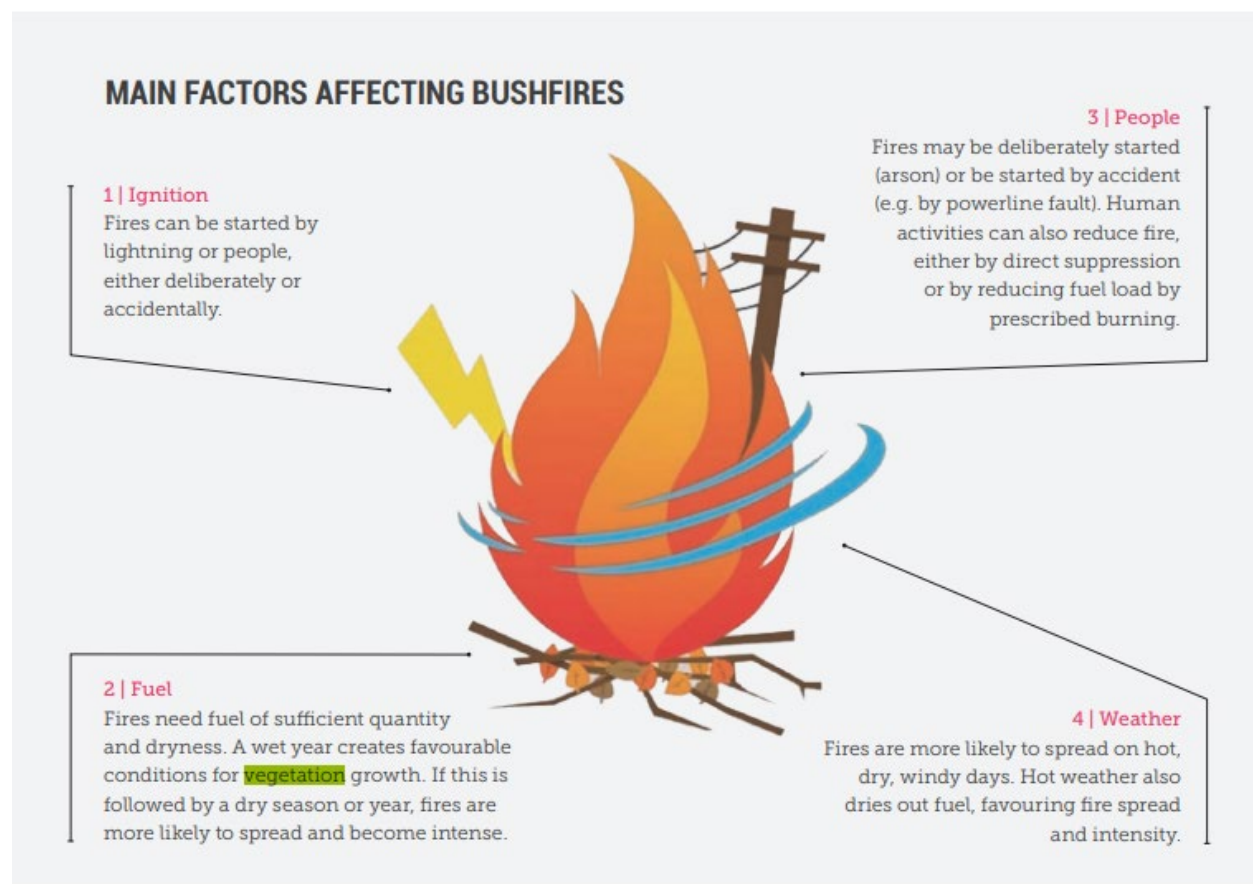 MAIN FACTORS AFFECTING BUSHFIRES
1 | Ignition
Fires can be started by
lightning or people,
either deliberately or
accidentally.
3 | People
Fires may be deliberately started
(arson) or be started by accident
(e.g. by powerline fault). Human
activities can also reduce fire,
either by direct suppression
or by reducing fuel load by
prescribed burning.
2 | Fuel
Fires need fuel of sufficient quantity
and dryness. A wet year creates favourable
conditions for vegetation growth. If this is
followed by a dry season or year, fires are
more likely to spread and become intense.
4 | Weather
Fires are more likely to spread on hot,
dry, windy days. Hot weather also
dries out fuel, favouring fire spread
and intensity.